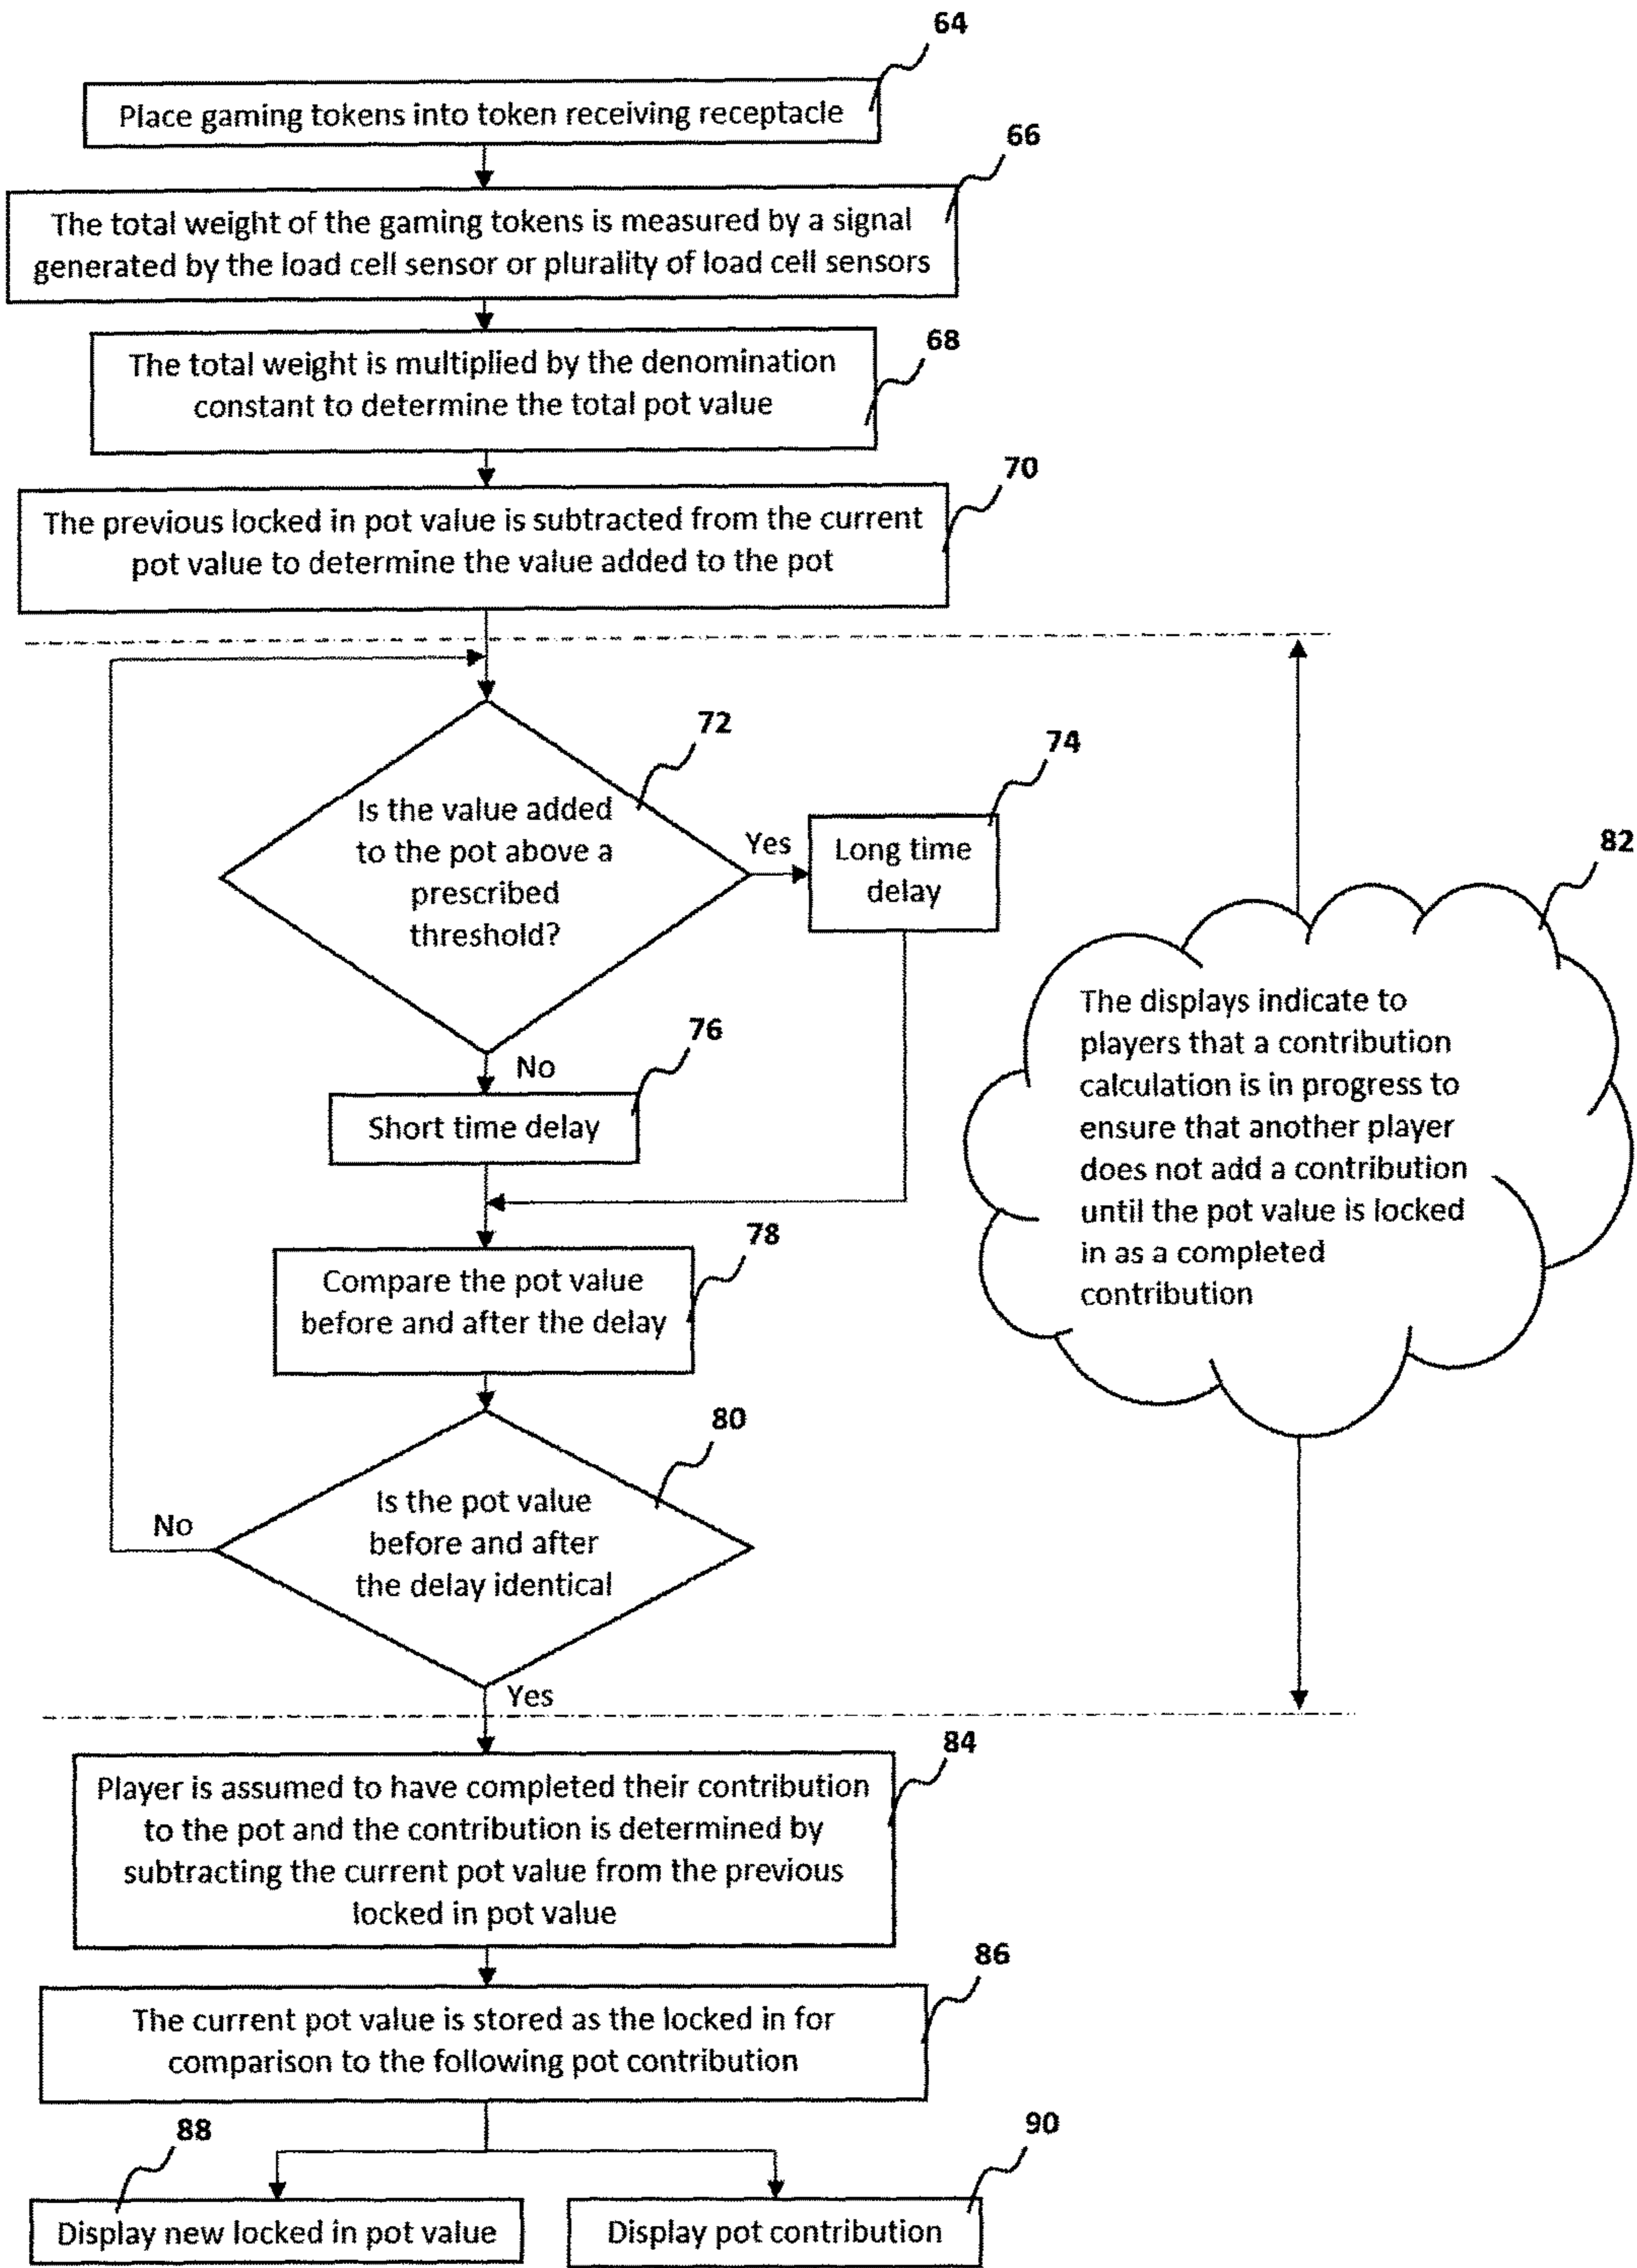 64
Place gaming tokens into token receiving receptacle
66
The total weight of the gaming tokens is measured by a signal
generated by the load cell sensor or plurality of load cell sensors
68
The total weight is multiplied by the denomination
constant to determine the total pot value
70
The previous locked in pot value is subtracted from the current
pot value to determine the value added to the pot
72
Is the value added
to the pot above a
prescribed
threshold?
Yes
74
Long time
delay
82
The displays indicate to
players that a contribution
calculation is in progress to
ensure that another player
does not add a contribution
until the pot value is locked
in as a completed
contribution
No
76
Short time delay
78
Compare the pot value
before and after the delay
80
Is the pot value
before and after
the delay identical
No
Yes
84
Player is assumed to have completed their contribution
to the pot and the contribution is determined by
subtracting the current pot value from the previous
locked in pot value
86
The current pot value is stored as the locked in for
comparison to the following pot contribution
88
Display new locked in pot value
90
Display pot contribution